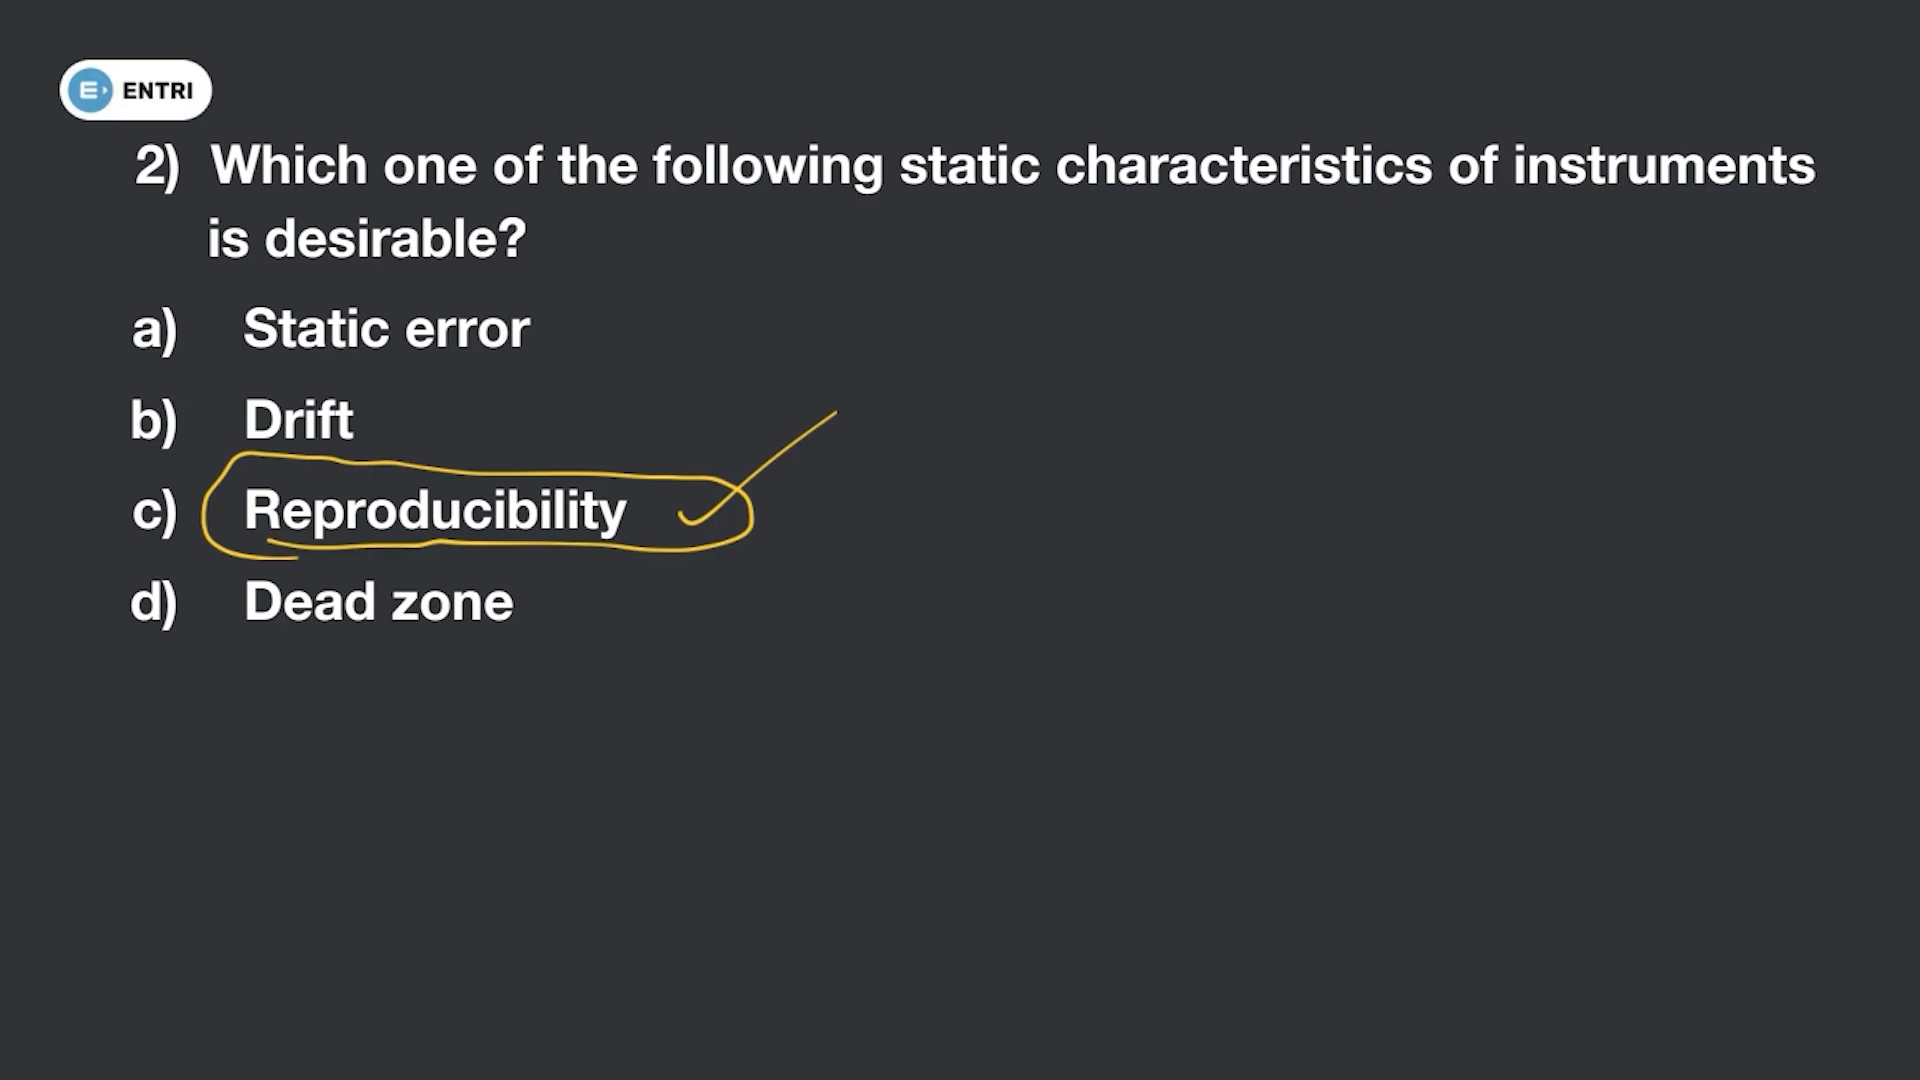 ENTRI
2) Which one of the following static characteristics of instruments
is desirable?
a) Static error
b) Drift
c) Reproducibility
d) Dead zone